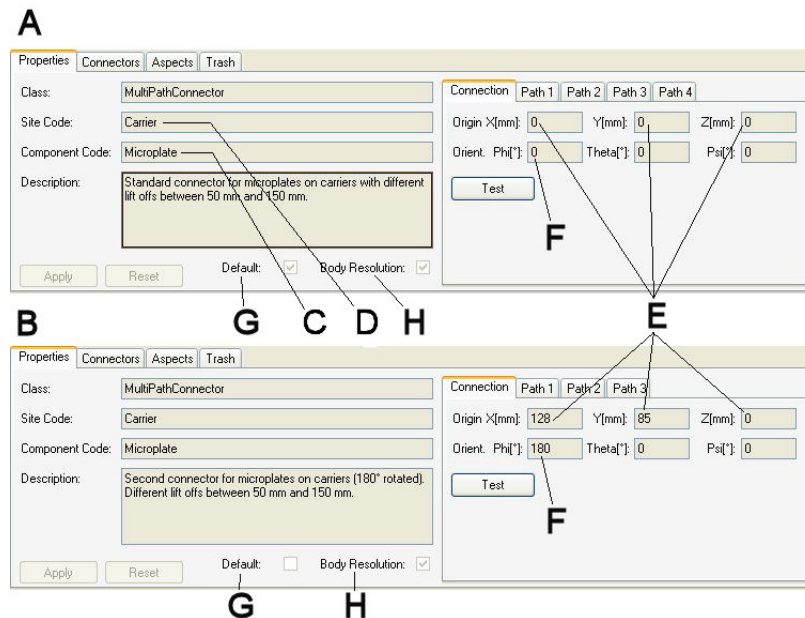 A
Properties Connectors Aspects Trash
Class: MultiPathConnector
Site Code: Carrier
Component Code: Microplate
Description: Standard connector for microplates on carriers with different
lift offs between 50 mm and 150 mm.
Apply Reset Default: Body Resolution:
Connection Path 1 Path 2 Path 3 Path 4
Origin X[mm]: 0 Y[mm]: 0 Z[mm]: 0
Orient. Phi[°]: 0 Theta[°]: 0 Psi[°]: 0
Test
F
G C D H E
B
Properties Connectors Aspects Trash
Class: MultiPathConnector
Site Code: Carrier
Component Code: Microplate
Description: Second connector for microplates on carriers (180° rotated).
Different lift offs between 50 mm and 150 mm.
Apply Reset Default: Body Resolution:
Connection Path 1 Path 2 Path 3
Origin X[mm]: 128 Y[mm]: 85 Z[mm]: 0
Orient. Phi[°]: 180 Theta[°]: 0 Psi[°]: 0
Test
F
G H